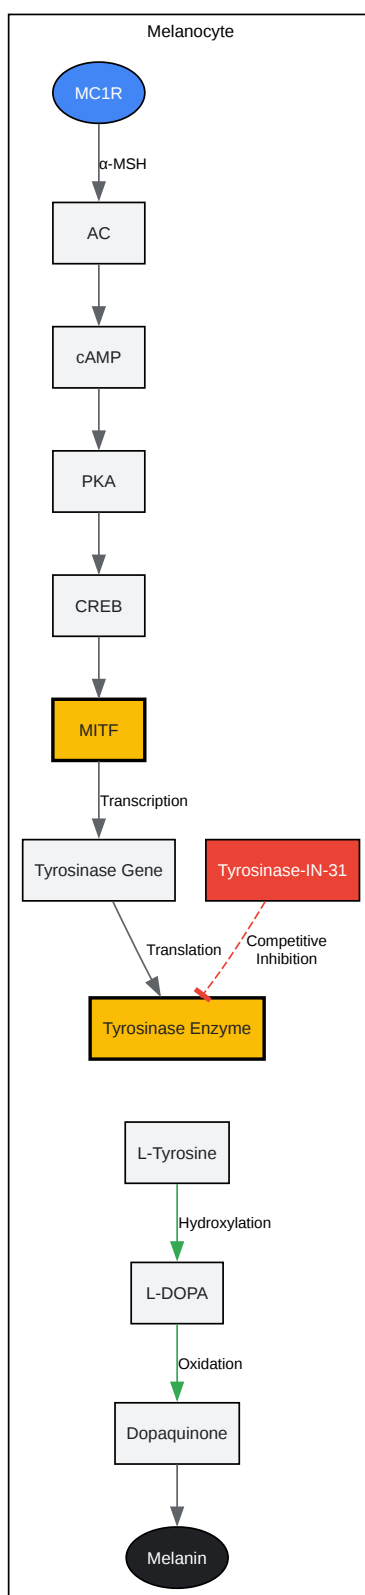 Melanocyte
MC1R
α-MSH
AC
cAMP
PKA
CREB
MITF
Transcription
Tyrosinase Gene
Tyrosinase-IN-31
Translation
Competitive
Inhibition
Tyrosinase Enzyme
L-Tyrosine
Hydroxylation
L-DOPA
Oxidation
Dopaquinone
Melanin